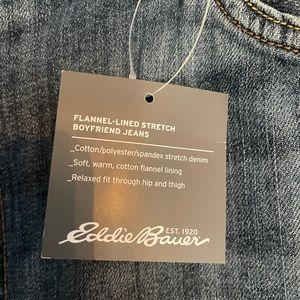 FLANNEL-LINED STRETCH
BOYFRIEND JEANS
_Cotton/polyester/spandex stretch denim
_Soft, warm, cotton flannel lining
_Relaxed fit through hip and thigh
EST. 1920
Eddie Bauer